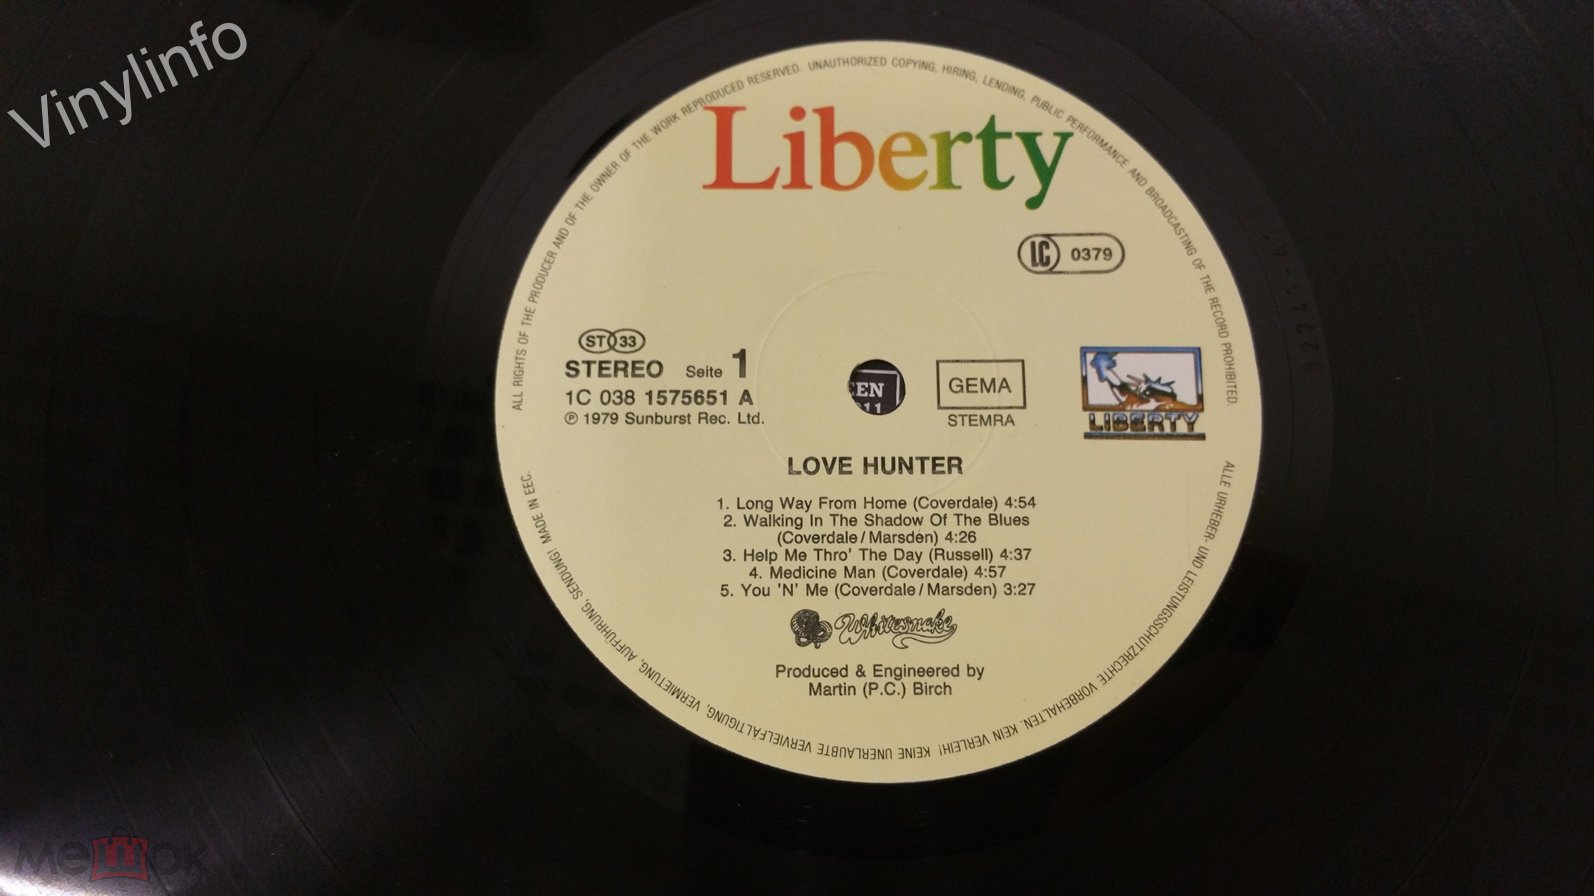 Vinylinfo
ALL RIGHTS OF THE PRODUCER AND OF THE OWNER OF THE WORK REPRODUCED RESERVED. UNAUTHORIZED COPYING, HIRING, LENDING, PUBLIC PERFORMANCE AND BROADCASTING OF THE RECORD PROHIBITED.
Liberty
LC 0379
ST 33
STEREO Seite 1
1C 038 1575651 A
℗ 1979 Sunburst Rec. Ltd.
EEN
11
GEMA
STEMRA
LIBERTY
LOVE HUNTER
1. Long Way From Home (Coverdale) 4:54
2. Walking In The Shadow Of The Blues
(Coverdale/Marsden) 4:26
3. Help Me Thro' The Day (Russell) 4:37
4. Medicine Man (Coverdale) 4:57
5. You 'N' Me (Coverdale/Marsden) 3:27
Whitesnake
Produced & Engineered by
Martin (P.C.) Birch
ALLE URHEBER- UND LEISTUNGSSCHUTZRECHTE VORBEHALTEN. KEIN VERLEIH! KEINE UNERLAUBTE VERVIELFÄLTIGUNG, VERMIETUNG, AUFFÜHRUNG, SENDUNG! MADE IN EEC.
мешок